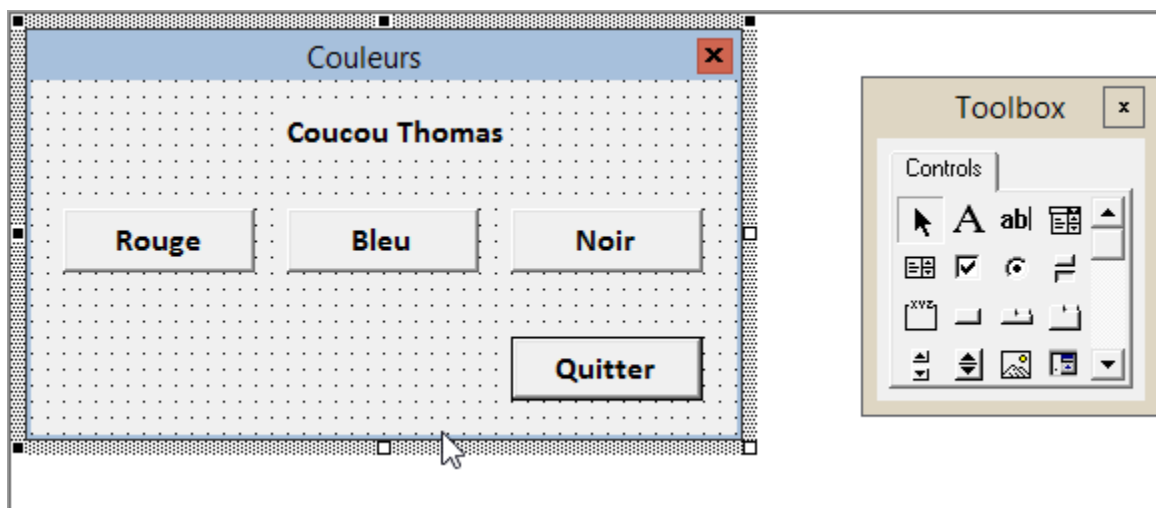 Couleurs
Coucou Thomas
Rouge Bleu Noir
Quitter
Toolbox
Controls
A ab|
XYZ